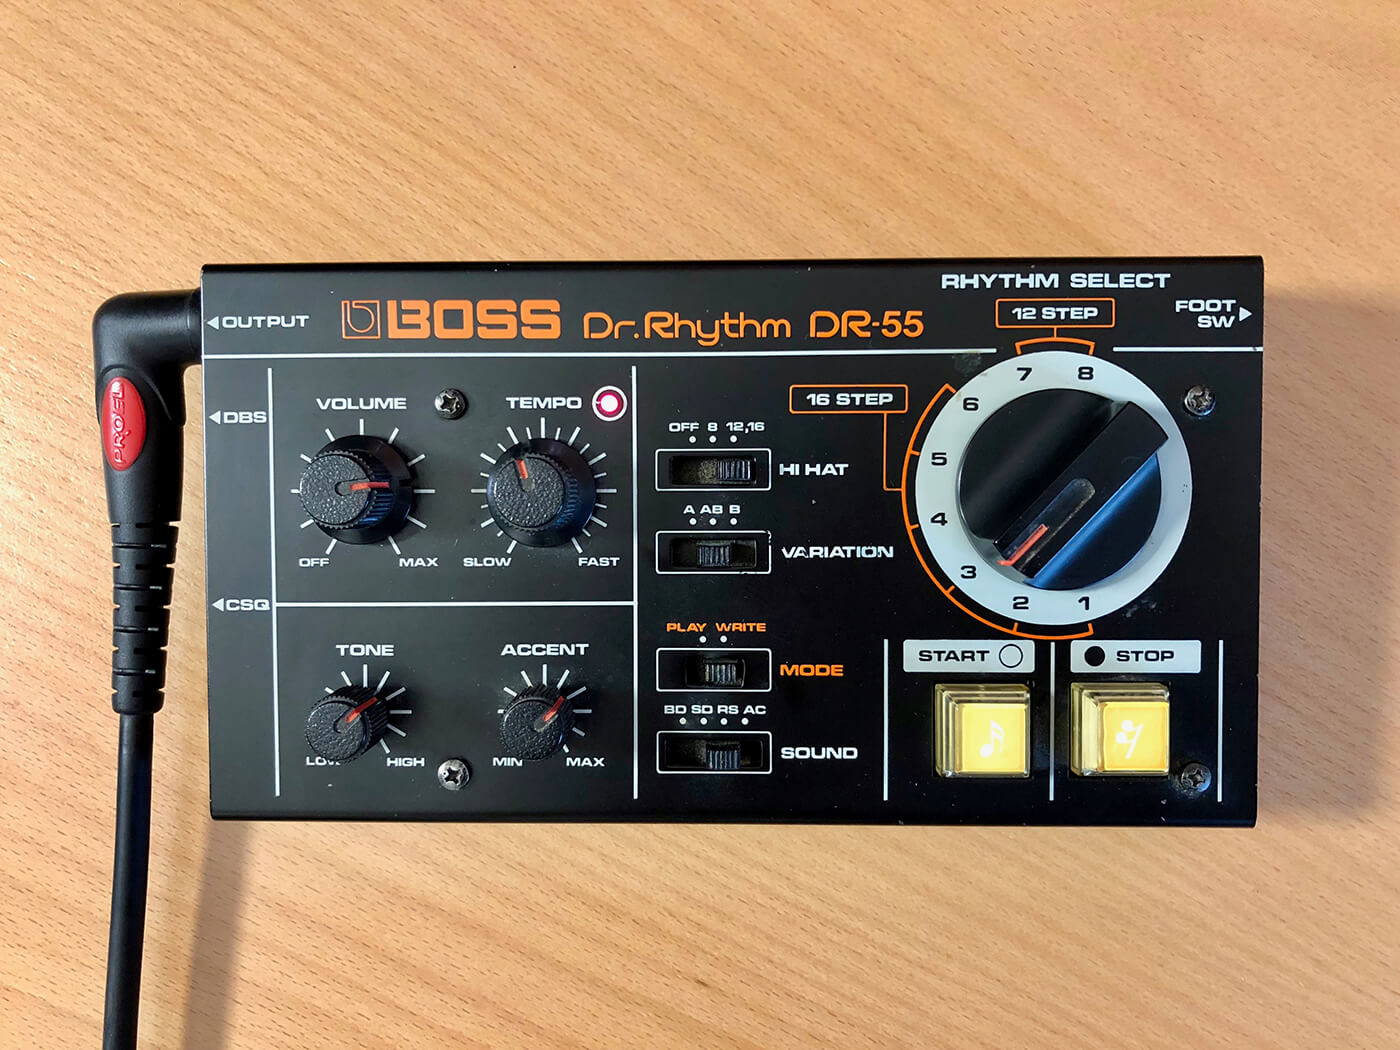 RHYTHM SELECT
OUTPUT
BOSS Dr.Rhythm DR-55
12 STEP
FOOT
SW
DBS
VOLUME
OFF MAX
TEMPO
SLOW FAST
16 STEP
OFF 8 12,16
HI HAT
A AB B
VARIATION
1 2 3 4 5 6 7 8
CSQ
TONE
LOW HIGH
ACCENT
MIN MAX
PLAY WRITE
MODE
BD SD RS AC
SOUND
START
STOP
PROEL